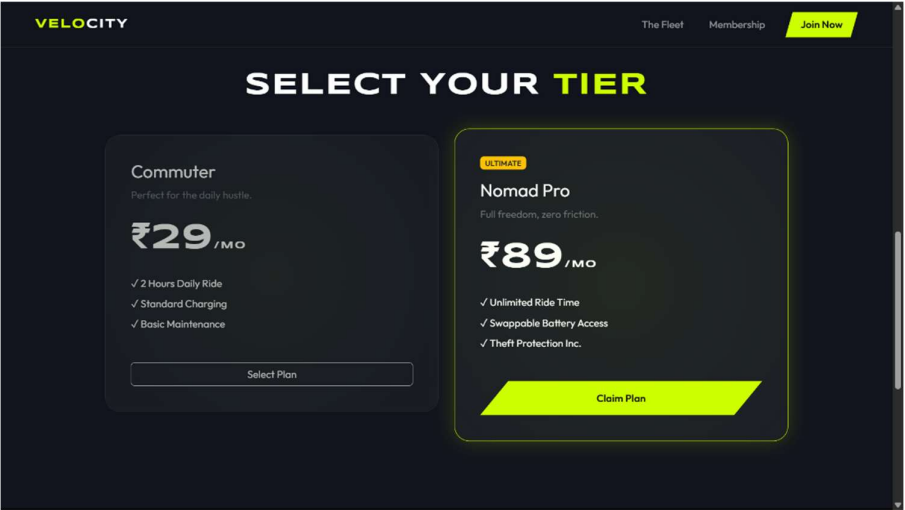 VELOCITY
The Fleet
Membership
Join Now
SELECT YOUR TIER
Commuter
Perfect for the daily hustle.
₹29/MO
✓ 2 Hours Daily Ride
✓ Standard Charging
✓ Basic Maintenance
Select Plan
ULTIMATE
Nomad Pro
Full freedom, zero friction.
₹89/MO
✓ Unlimited Ride Time
✓ Swappable Battery Access
✓ Theft Protection Inc.
Claim Plan